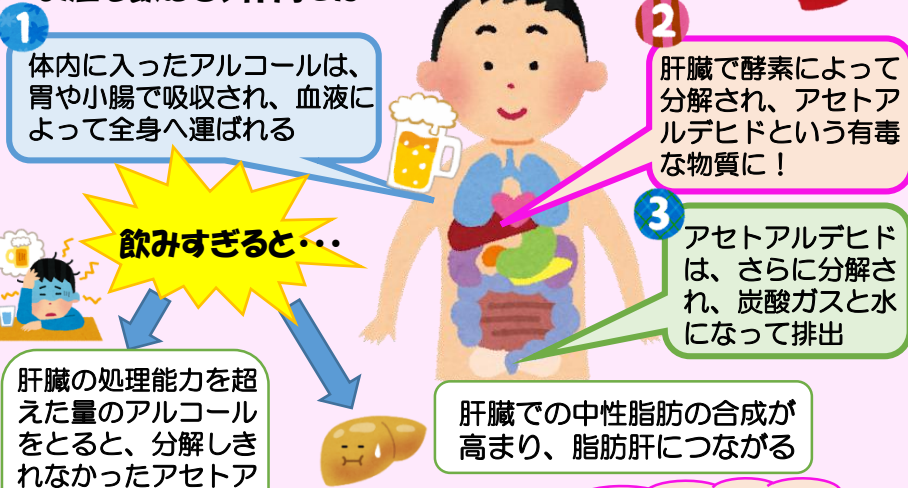 1
体内に入ったアルコールは、
胃や小腸で吸収され、血液に
よって全身へ運ばれる
2
肝臓で酵素によって
分解され、アセトア
ルデヒドという有毒
な物質に！
3
アセトアルデヒド
は、さらに分解さ
れ、炭酸ガスと水
になって排出
飲みすぎると・・・
肝臓の処理能力を超
えた量のアルコール
をとると、分解しき
れなかったアセトア
肝臓での中性脂肪の合成が
高まり、脂肪肝につながる